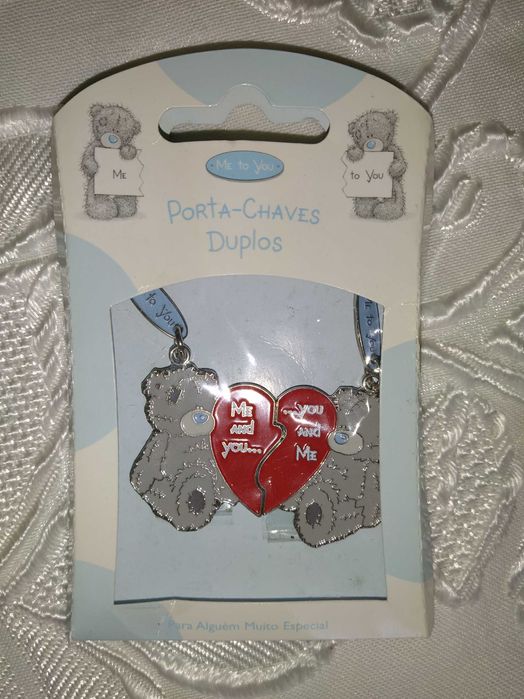 Me to You
Me
to You
Porta-Chaves
Duplos
to You
Me to You
Me
and
you...
...you
and
Me
Para Alguém Muito Especial